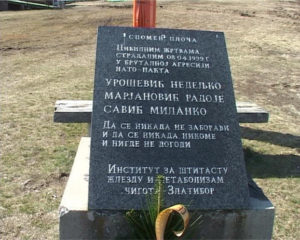 СПОМЕН ПЛОЧА
ЦИВИЛНИМ ЖРТВАМА
СТРАДАЛИМ 08.04.1999 Г.
У БРУТАЛНОЈ АГРЕСИЈИ
НАТО-ПАКТА
УРОШЕВИЋ НЕДЕЉКО
МАРЈАНОВИЋ РАДОЈЕ
САВИЋ МИЛАНКО
ДА СЕ НИКАДА НЕ ЗАБОРАВИ
И ДА СЕ НИКАДА НИКОМЕ
И НИГДЕ НЕ ДОГОДИ
ИНСТИТУТ ЗА ШТИТАСТУ
ЖЛЕЗДУ И МЕТАБОЛИЗАМ
ЧИГОТА-ЗЛАТИБОР